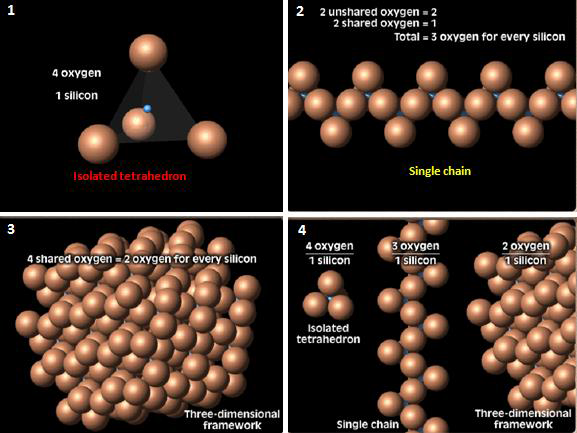 1
4 oxygen
1 silicon
Isolated tetrahedron
2
2 unshared oxygen = 2
2 shared oxygen = 1
Total = 3 oxygen for every silicon
Single chain
3
4 shared oxygen = 2 oxygen for every silicon
Three-dimensional
framework
4
4 oxygen
1 silicon
Isolated
tetrahedron
3 oxygen
1 silicon
Single chain
2 oxygen
1 silicon
Three-dimensional
framework